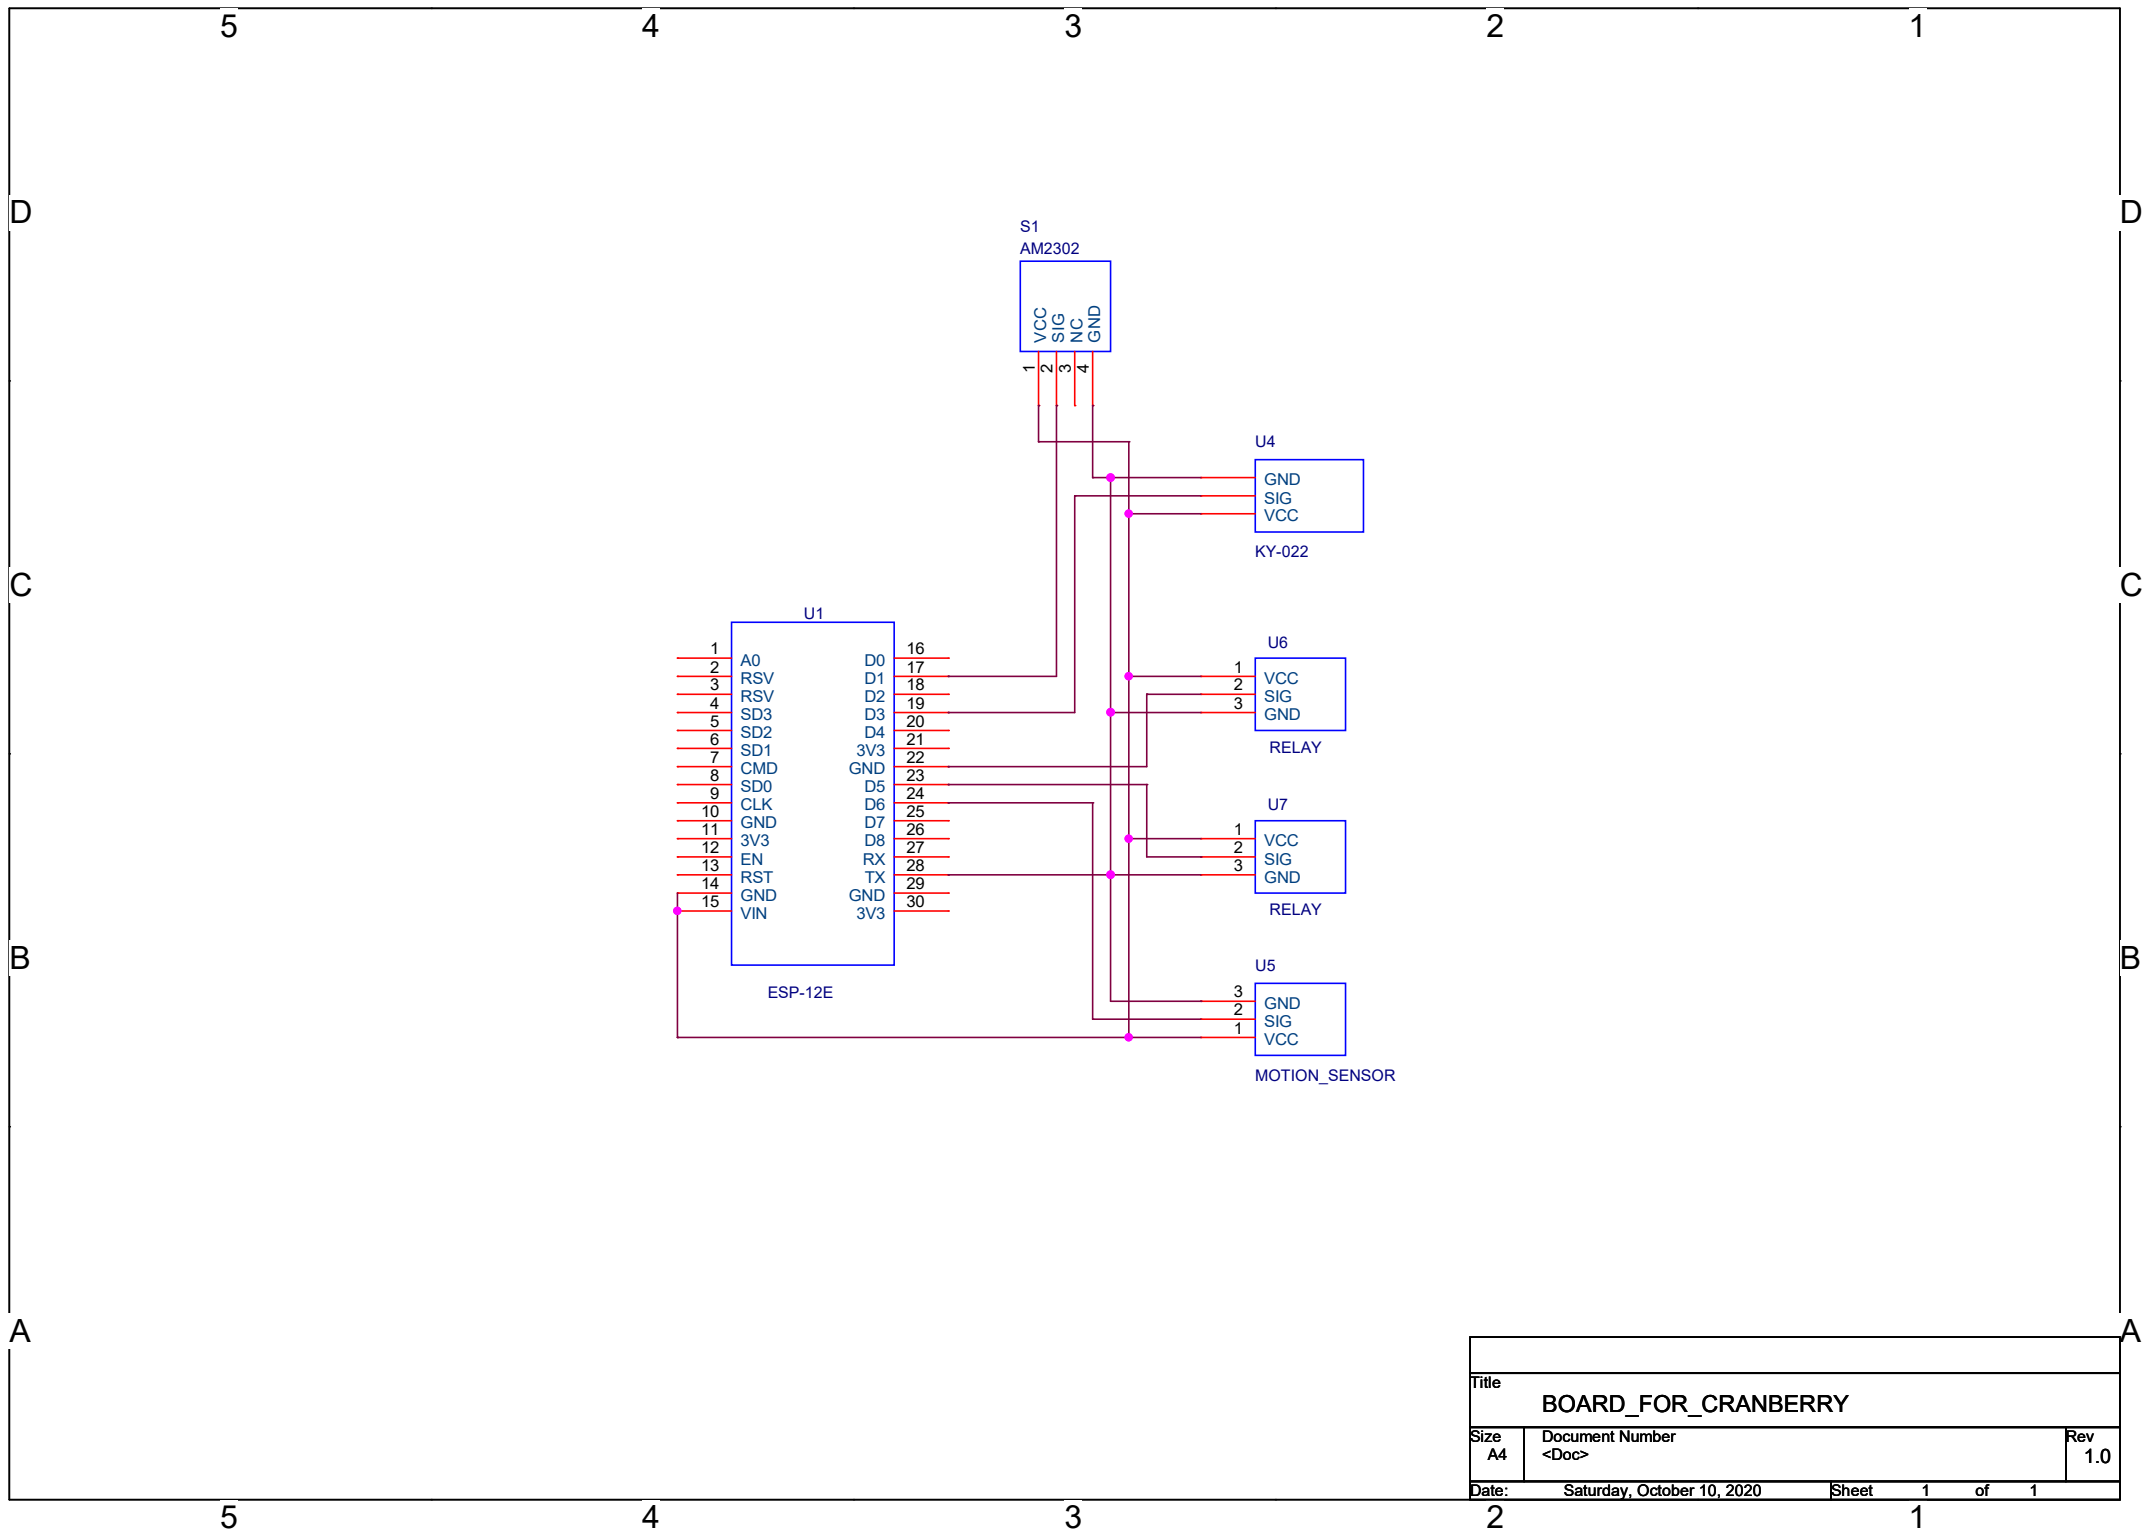 5 4 3 2 1
D D
S1
AM2302
VCC
SIG
NC
GND
1
2
3
4
U4
GND
SIG
VCC
KY-022
C C
U1
1 A0 D0 16
2 RSV D1 17
3 RSV D2 18
4 SD3 D3 19
5 SD2 D4 20
6 SD1 3V3 21
7 CMD GND 22
8 SD0 D5 23
9 CLK D6 24
10 GND D7 25
11 3V3 D8 26
12 EN RX 27
13 RST TX 28
14 GND GND 29
15 VIN 3V3 30
ESP-12E
U6
1 VCC
2 SIG
3 GND
RELAY
U7
1 VCC
2 SIG
3 GND
RELAY
B B
U5
3 GND
2 SIG
1 VCC
MOTION_SENSOR
A A
Title
BOARD_FOR_CRANBERRY
Size Document Number Rev
A4 <Doc> 1.0
Date: Saturday, October 10, 2020 Sheet 1 of 1
5 4 3 2 1